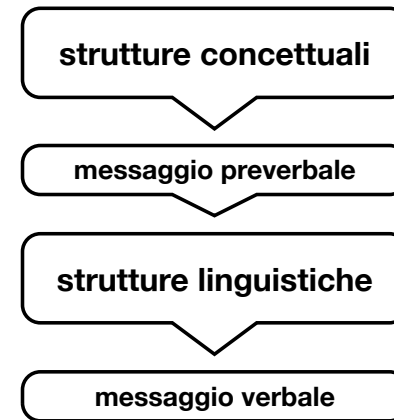 strutture concettuali
messaggio preverbale
strutture linguistiche
messaggio verbale